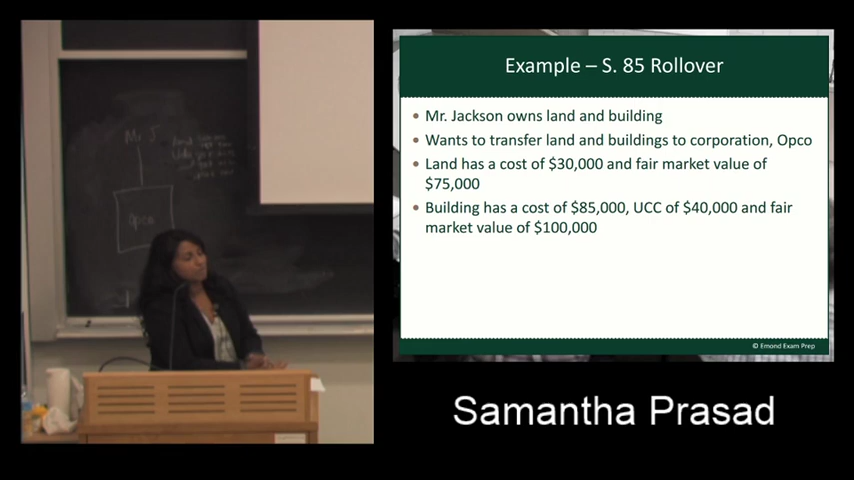 Mr. J
Opco
Example – S. 85 Rollover
• Mr. Jackson owns land and building
• Wants to transfer land and buildings to corporation, Opco
• Land has a cost of $30,000 and fair market value of
$75,000
• Building has a cost of $85,000, UCC of $40,000 and fair
market value of $100,000
© Emond Exam Prep
Samantha Prasad